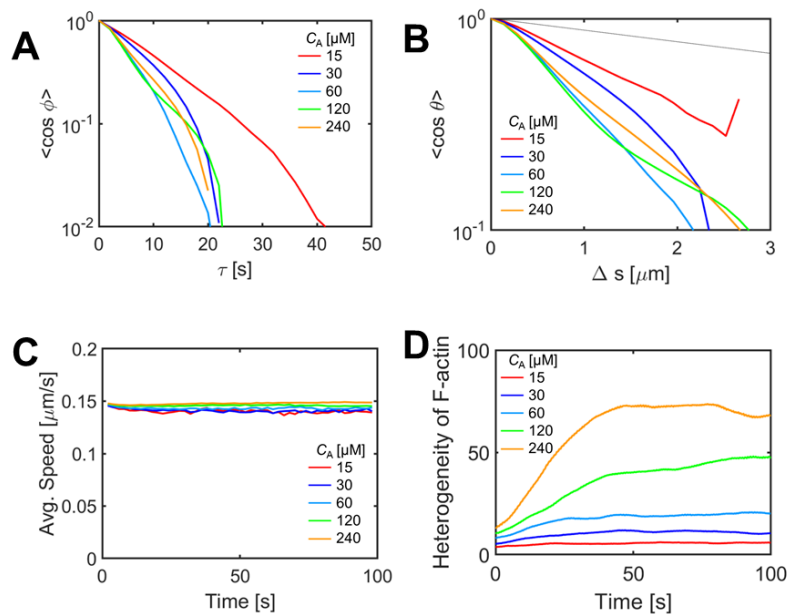 A
<cos ϕ>
10^0
10^-1
10^-2
0 10 20 30 40 50
τ [s]
C_A [μM]
15
30
60
120
240
B
<cos θ>
10^0
10^-1
0 1 2 3
Δ s [μm]
C_A [μM]
15
30
60
120
240
C
Avg. Speed [μm/s]
0.2
0.15
0.1
0.05
0
0 50 100
Time [s]
C_A [μM]
15
30
60
120
240
D
Heterogeneity of F-actin
100
50
0
0 50 100
Time [s]
C_A [μM]
15
30
60
120
240